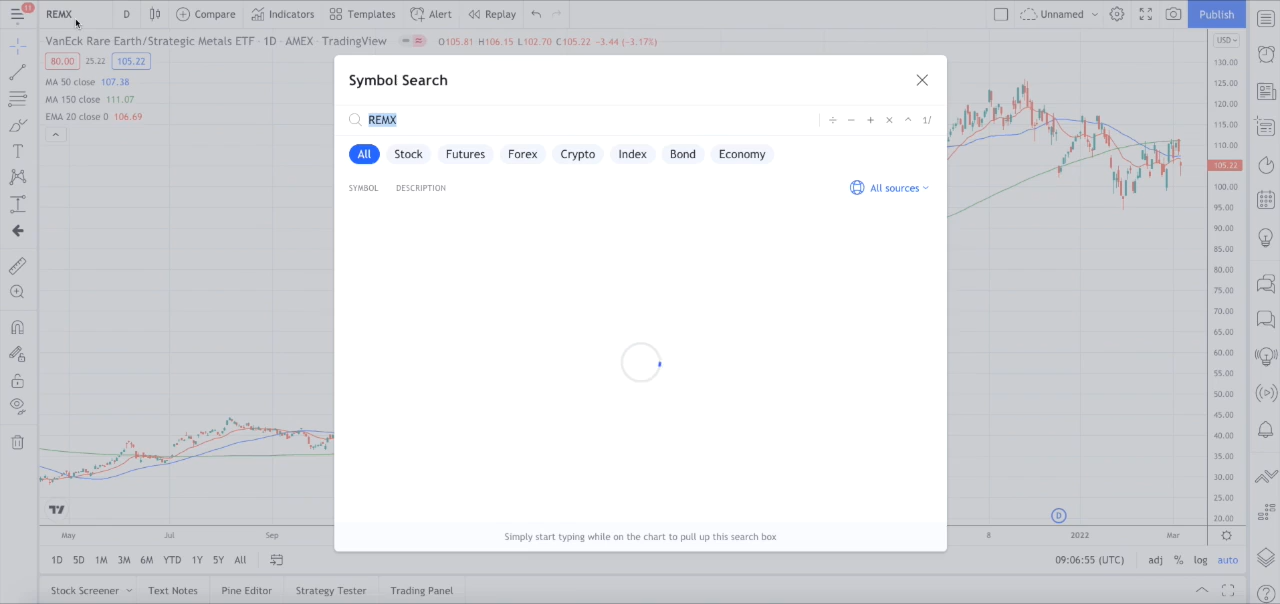 11 REMX D Compare Indicators Templates Alert Replay Unnamed Publish
VanEck Rare Earth/Strategic Metals ETF · 1D · AMEX · TradingView O105.81 H106.15 L102.70 C105.22 −3.44 (−3.17%) USD
80.00 25.22 105.22
MA 50 close 107.38
MA 150 close 111.07
EMA 20 close 0 106.69
Symbol Search
REMX ÷ − + × ^ 1/
All Stock Futures Forex Crypto Index Bond Economy
SYMBOL DESCRIPTION All sources
Simply start typing while on the chart to pull up this search box
130.00
125.00
120.00
115.00
110.00
105.22
100.00
95.00
90.00
85.00
80.00
75.00
70.00
65.00
60.00
55.00
50.00
45.00
40.00
35.00
30.00
25.00
20.00
D
May Jul Sep 8 2022 Mar
1D 5D 1M 3M 6M YTD 1Y 5Y All 09:06:55 (UTC) adj % log auto
Stock Screener Text Notes Pine Editor Strategy Tester Trading Panel